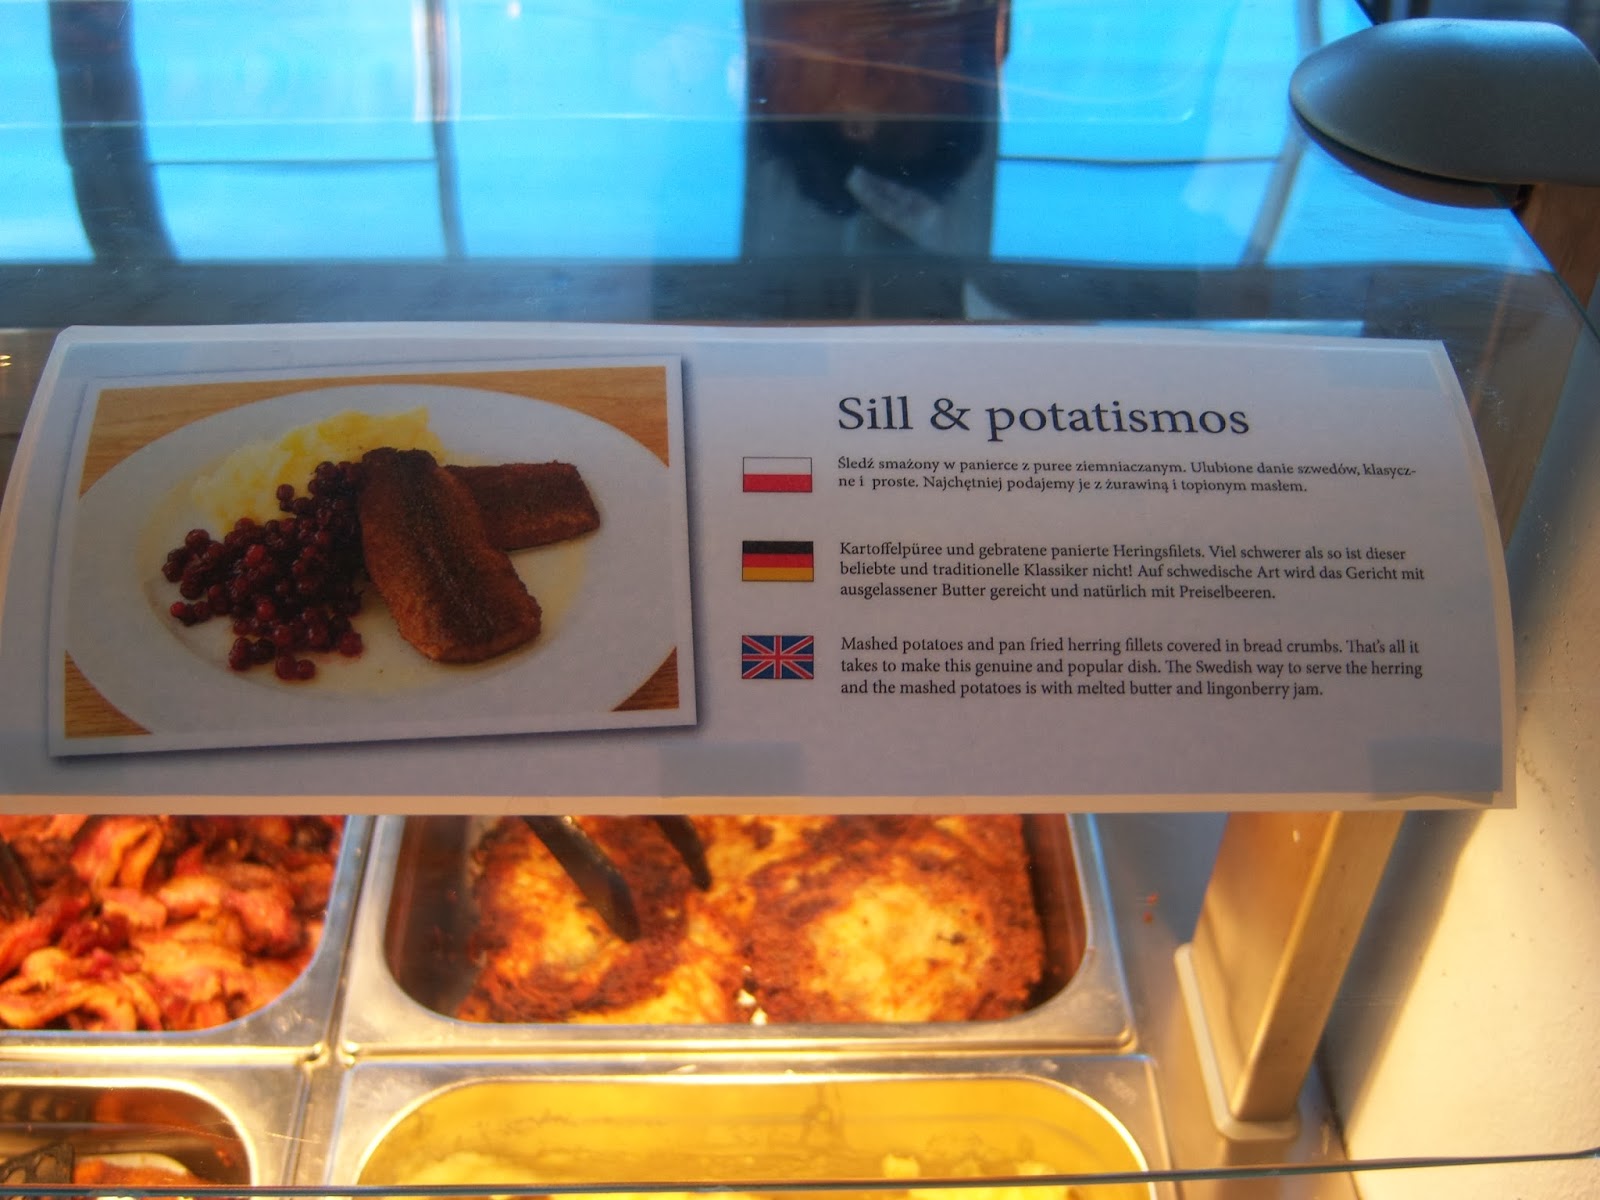 Sill & potatismos
Śledź smażony w panierce z puree ziemniaczanym. Ulubione danie szwedów, klasycz-
ne i proste. Najchętniej podajemy je z żurawiną i topionym masłem.
Kartoffelpüree und gebratene panierte Heringsfilets. Viel schwerer als so ist dieser
beliebte und traditionelle Klassiker nicht! Auf schwedische Art wird das Gericht mit
ausgelassener Butter gereicht und natürlich mit Preiselbeeren.
Mashed potatoes and pan fried herring fillets covered in bread crumbs. That's all it
takes to make this genuine and popular dish. The Swedish way to serve the herring
and the mashed potatoes is with melted butter and lingonberry jam.